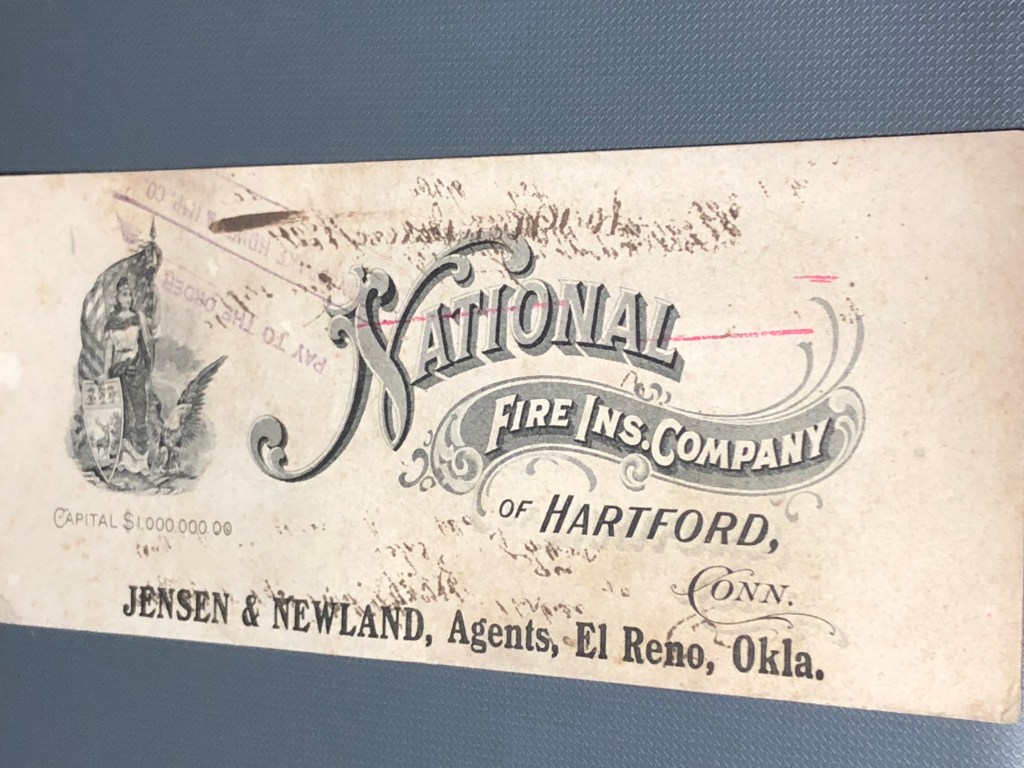 NATIONAL
FIRE INS. COMPANY
OF HARTFORD,
CONN.
CAPITAL $1,000,000.00
JENSEN & NEWLAND, Agents, El Reno, Okla.
PAY TO THE ORDER